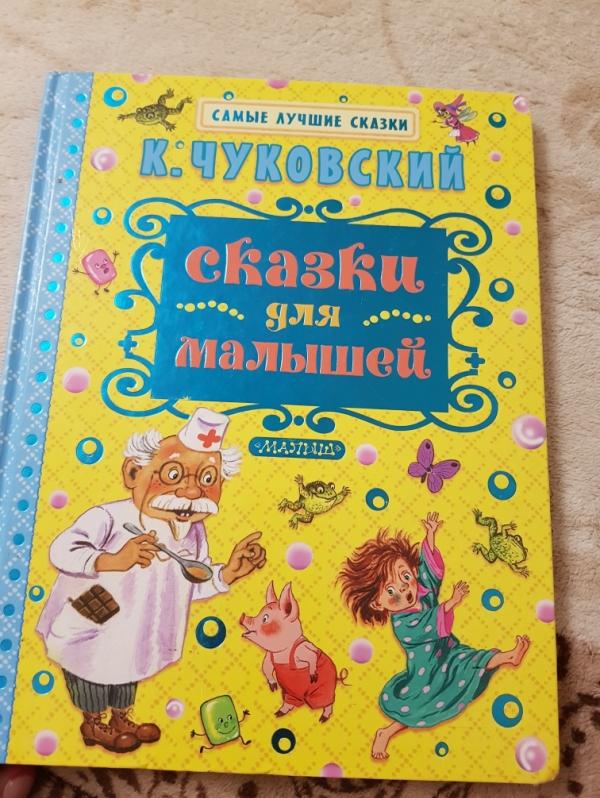 САМЫЕ ЛУЧШИЕ СКАЗКИ
К. ЧУКОВСКИЙ
Сказки
для
малышей
«МАЛЫШ»